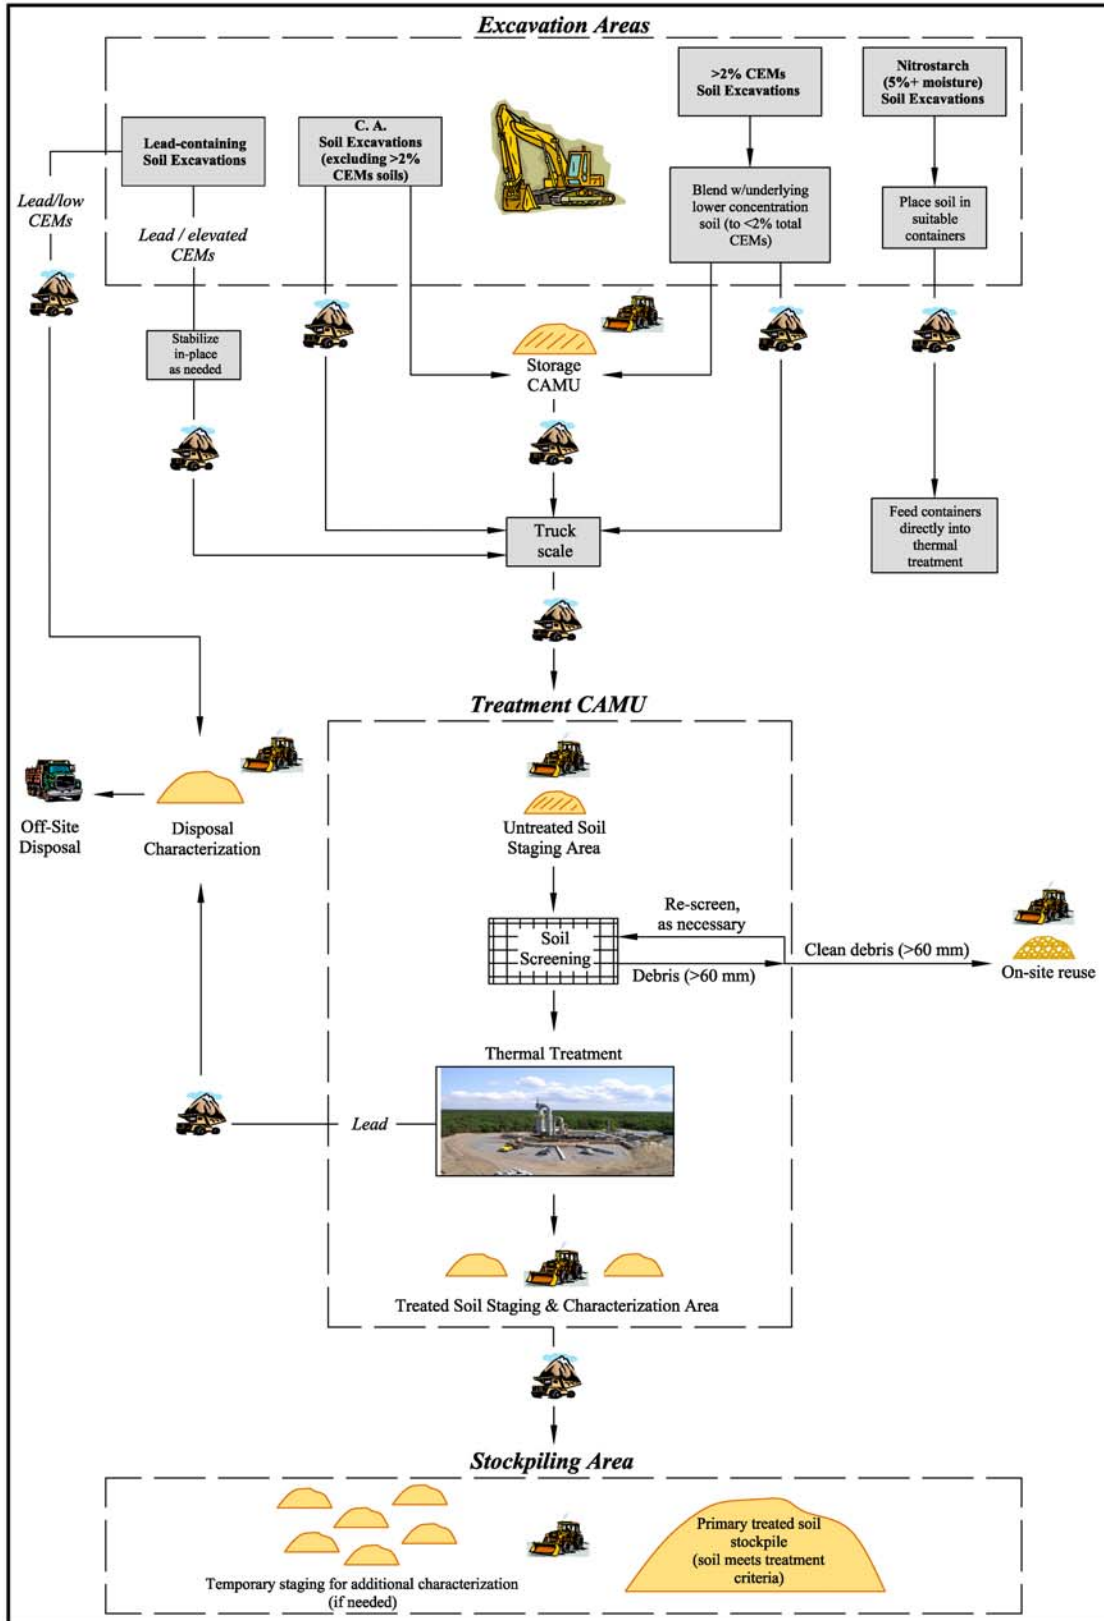 Excavation Areas
>2% CEMs
Soil Excavations
Nitrostarch
(5%+ moisture)
Soil Excavations
Lead-containing
Soil Excavations
C. A.
Soil Excavations
(excluding >2%
CEMs soils)
Lead/low
CEMs
Lead / elevated
CEMs
Blend w/underlying
lower concentration
soil (to <2% total
CEMs)
Place soil in
suitable
containers
Stabilize
in-place
as needed
Storage
CAMU
Truck
scale
Feed containers
directly into
thermal
treatment
Treatment CAMU
Off-Site
Disposal
Disposal
Characterization
Untreated Soil
Staging Area
Soil
Screening
Re-screen,
as necessary
Debris (>60 mm)
Clean debris (>60 mm)
On-site reuse
Thermal Treatment
Lead
Treated Soil Staging & Characterization Area
Stockpiling Area
Temporary staging for additional characterization
(if needed)
Primary treated soil
stockpile
(soil meets treatment
criteria)